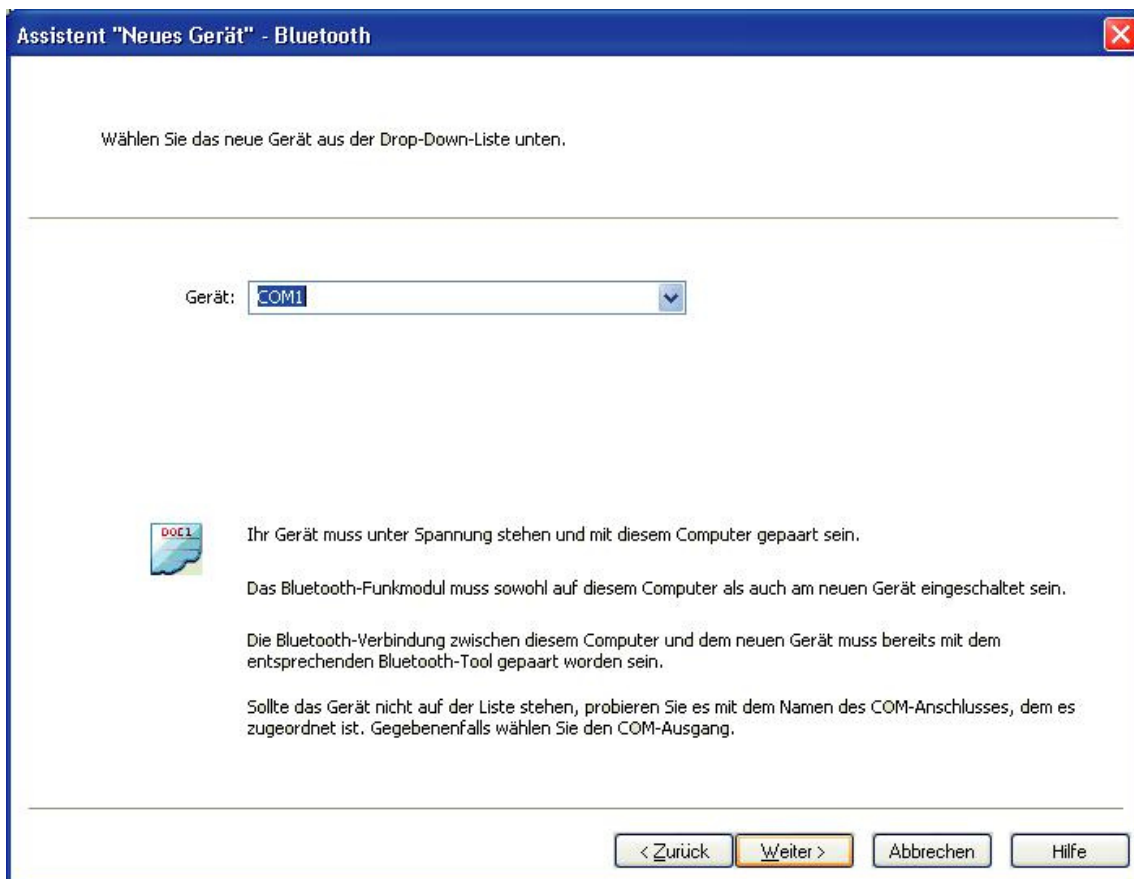 Assistent "Neues Gerät" - Bluetooth
Wählen Sie das neue Gerät aus der Drop-Down-Liste unten.
Gerät: COM1
DOC1
Ihr Gerät muss unter Spannung stehen und mit diesem Computer gepaart sein.
Das Bluetooth-Funkmodul muss sowohl auf diesem Computer als auch am neuen Gerät eingeschaltet sein.
Die Bluetooth-Verbindung zwischen diesem Computer und dem neuen Gerät muss bereits mit dem
entsprechenden Bluetooth-Tool gepaart worden sein.
Sollte das Gerät nicht auf der Liste stehen, probieren Sie es mit dem Namen des COM-Anschlusses, dem es
zugeordnet ist. Gegebenenfalls wählen Sie den COM-Ausgang.
< Zurück Weiter > Abbrechen Hilfe